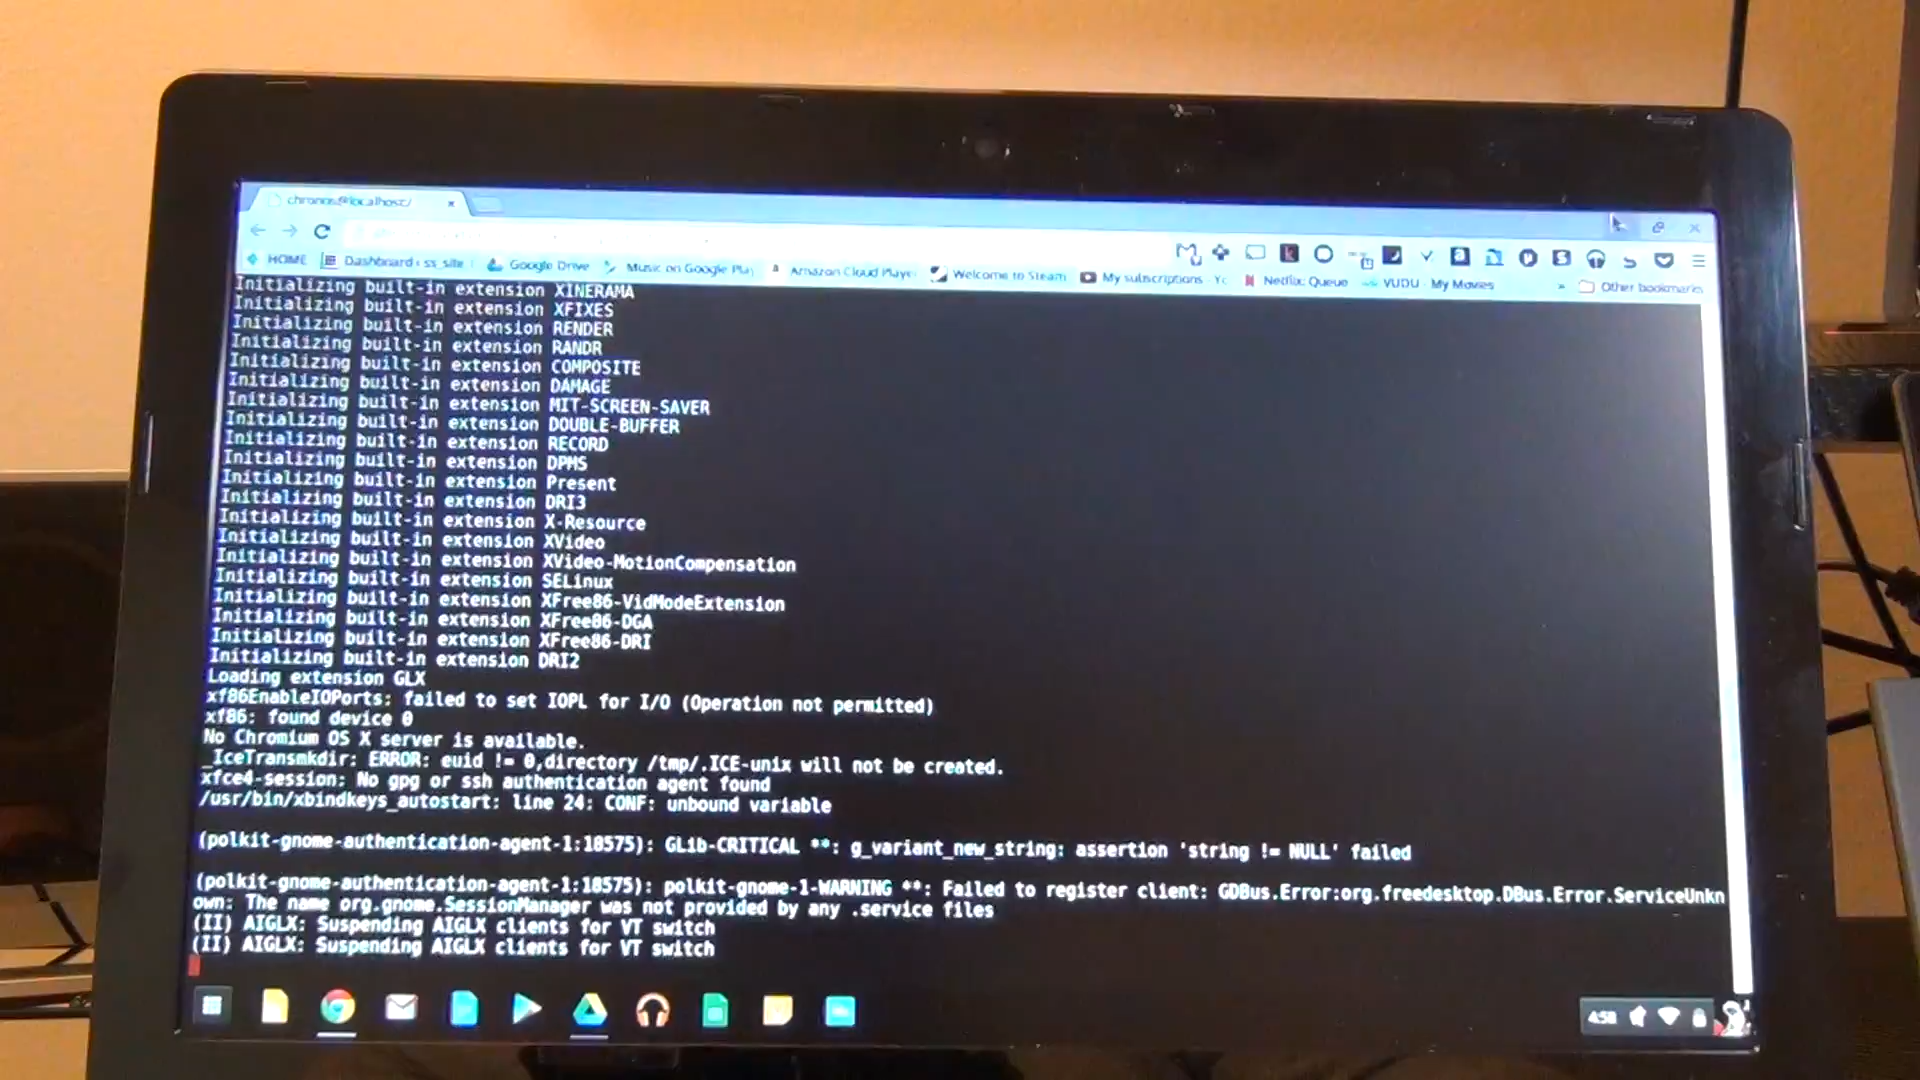 chronos@localhost/
HOME Dashboard ‹ ss_site Google Drive Music on Google Play Amazon Cloud Player Welcome to Steam My subscriptions - Yo Netflix: Queue VUDU - My Movies » Other bookmarks
Initializing built-in extension XINERAMA
Initializing built-in extension XFIXES
Initializing built-in extension RENDER
Initializing built-in extension RANDR
Initializing built-in extension COMPOSITE
Initializing built-in extension DAMAGE
Initializing built-in extension MIT-SCREEN-SAVER
Initializing built-in extension DOUBLE-BUFFER
Initializing built-in extension RECORD
Initializing built-in extension DPMS
Initializing built-in extension Present
Initializing built-in extension DRI3
Initializing built-in extension X-Resource
Initializing built-in extension XVideo
Initializing built-in extension XVideo-MotionCompensation
Initializing built-in extension SELinux
Initializing built-in extension XFree86-VidModeExtension
Initializing built-in extension XFree86-DGA
Initializing built-in extension XFree86-DRI
Initializing built-in extension DRI2
Loading extension GLX
xf86EnableIOPorts: failed to set IOPL for I/O (Operation not permitted)
xf86: found device 0
No Chromium OS X server is available.
_IceTransmkdir: ERROR: euid != 0,directory /tmp/.ICE-unix will not be created.
xfce4-session: No gpg or ssh authentication agent found
/usr/bin/xbindkeys_autostart: line 24: CONF: unbound variable
(polkit-gnome-authentication-agent-1:18575): GLib-CRITICAL **: g_variant_new_string: assertion 'string != NULL' failed
(polkit-gnome-authentication-agent-1:18575): polkit-gnome-1-WARNING **: Failed to register client: GDBus.Error:org.freedesktop.DBus.Error.ServiceUnkn
own: The name org.gnome.SessionManager was not provided by any .service files
(II) AIGLX: Suspending AIGLX clients for VT switch
(II) AIGLX: Suspending AIGLX clients for VT switch
4:58